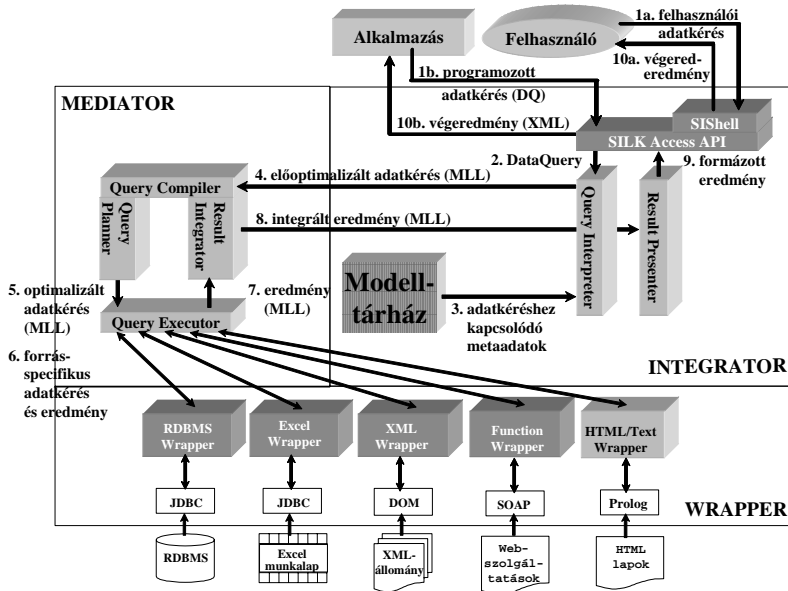 1a. felhasználói
adatkérés
Alkalmazás
Felhasználó
10a. végered-
eredmény
1b. programozott
adatkérés (DQ)
MEDIATOR
10b. végeredmény (XML)
SIShell
SILK Access API
2. DataQuery
9. formázott
eredmény
4. előoptimalizált adatkérés (MLL)
Query Compiler
Query
Planner
Result
Integrator
8. integrált eredmény (MLL)
Query Interpreter
Result Presenter
Modell-
tárház
5. optimalizált
adatkérés
(MLL)
7. eredmény
(MLL)
3. adatkéréshez
kapcsolódó
metaadatok
Query Executor
6. forrás-
specifikus
adatkérés
és eredmény
INTEGRATOR
RDBMS
Wrapper
Excel
Wrapper
XML
Wrapper
Function
Wrapper
HTML/Text
Wrapper
JDBC
JDBC
DOM
SOAP
Prolog
WRAPPER
RDBMS
Excel
munkalap
XML-
állomány
Web-
szolgál-
tatások
HTML
lapok